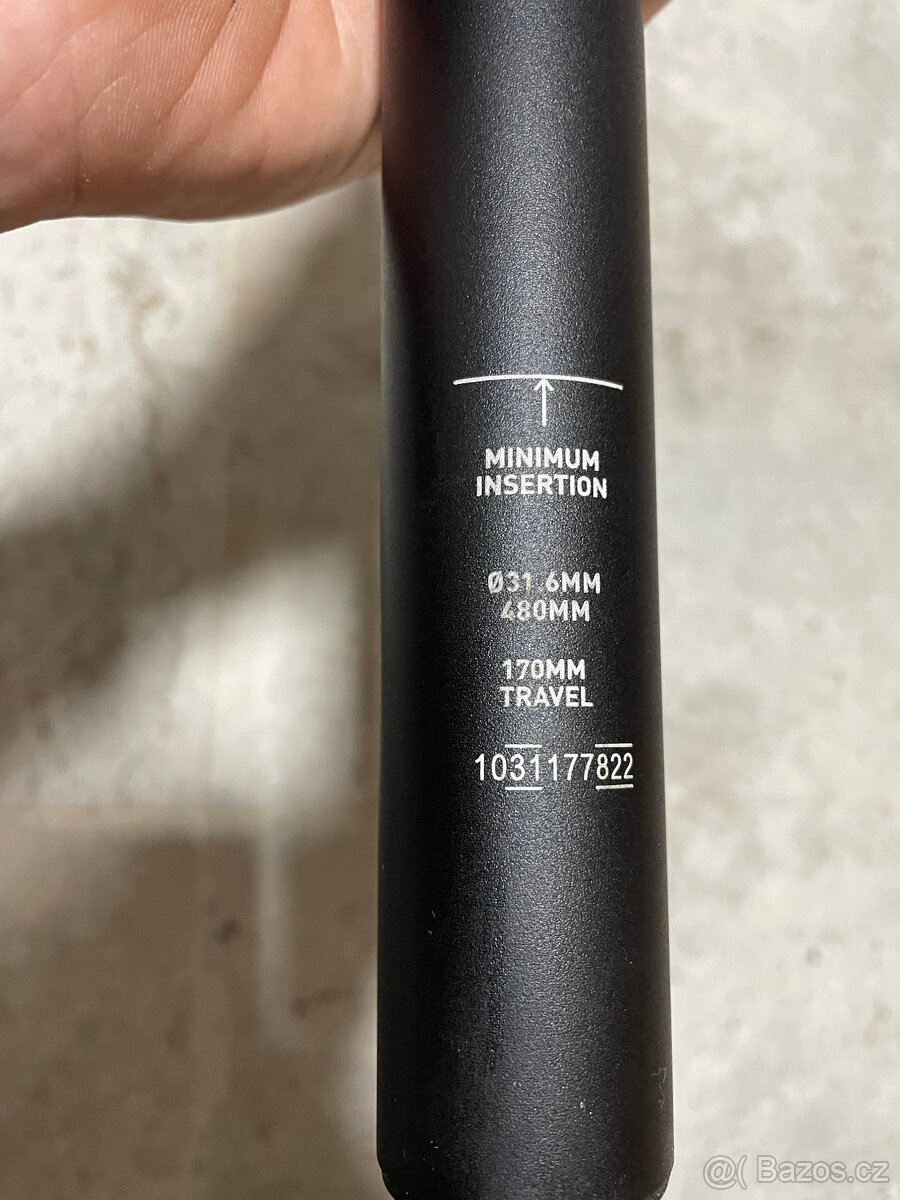 MINIMUM
INSERTION
Ø31.6MM
480MM
170MM
TRAVEL
1031177822
@( Bazos.cz